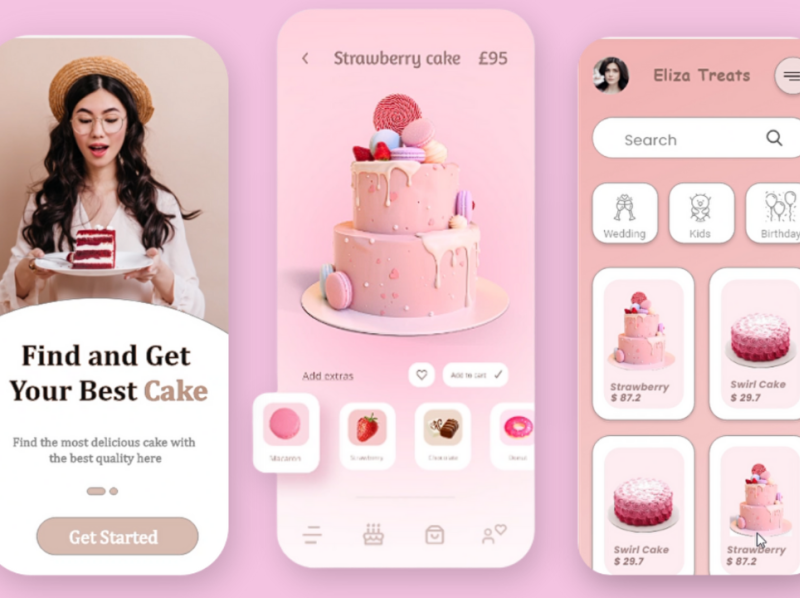 Find and Get
Your Best Cake
Find the most delicious cake with
the best quality here
Get Started
Strawberry cake £95
Add extras
Add to cart
Macaron
Strawberry
Chocolate
Donut
Eliza Treats
Search
Wedding
Kids
Birthday
Strawberry
$ 87.2
Swirl Cake
$ 29.7
Swirl Cake
$ 29.7
Strawberry
$ 87.2